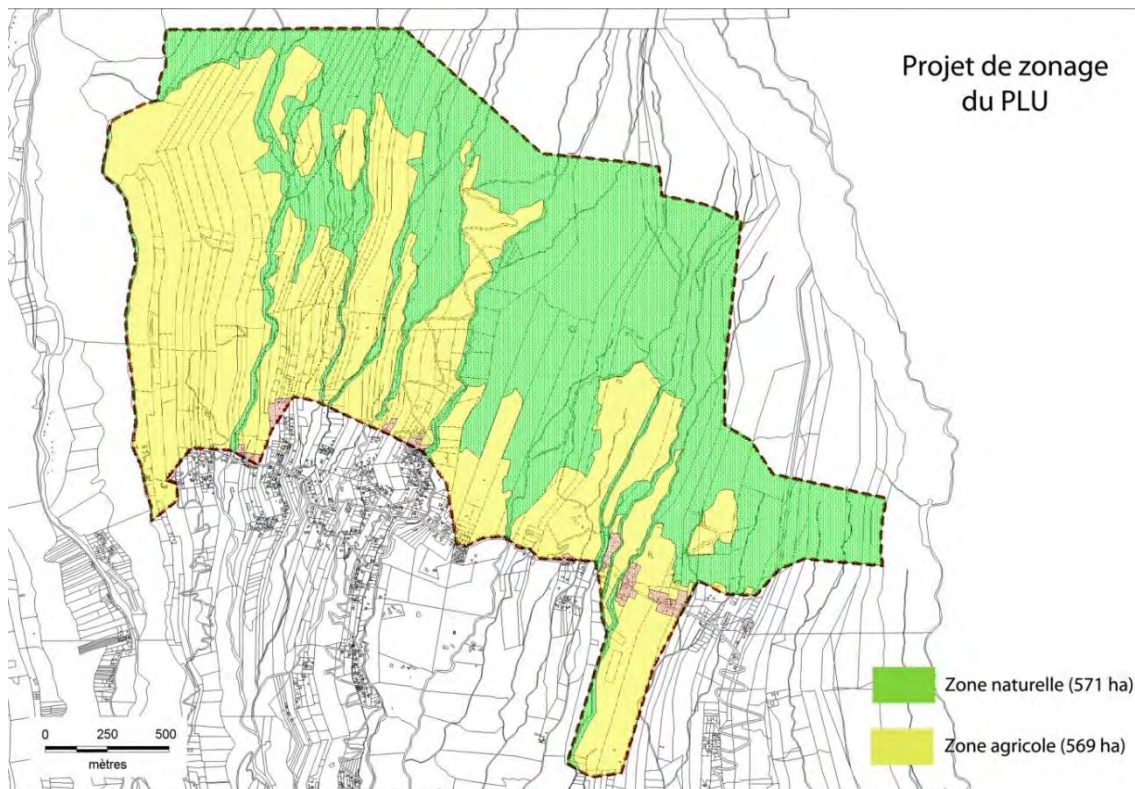 Projet de zonage
du PLU
Zone naturelle (571 ha)
Zone agricole (569 ha)
0 250 500
mètres